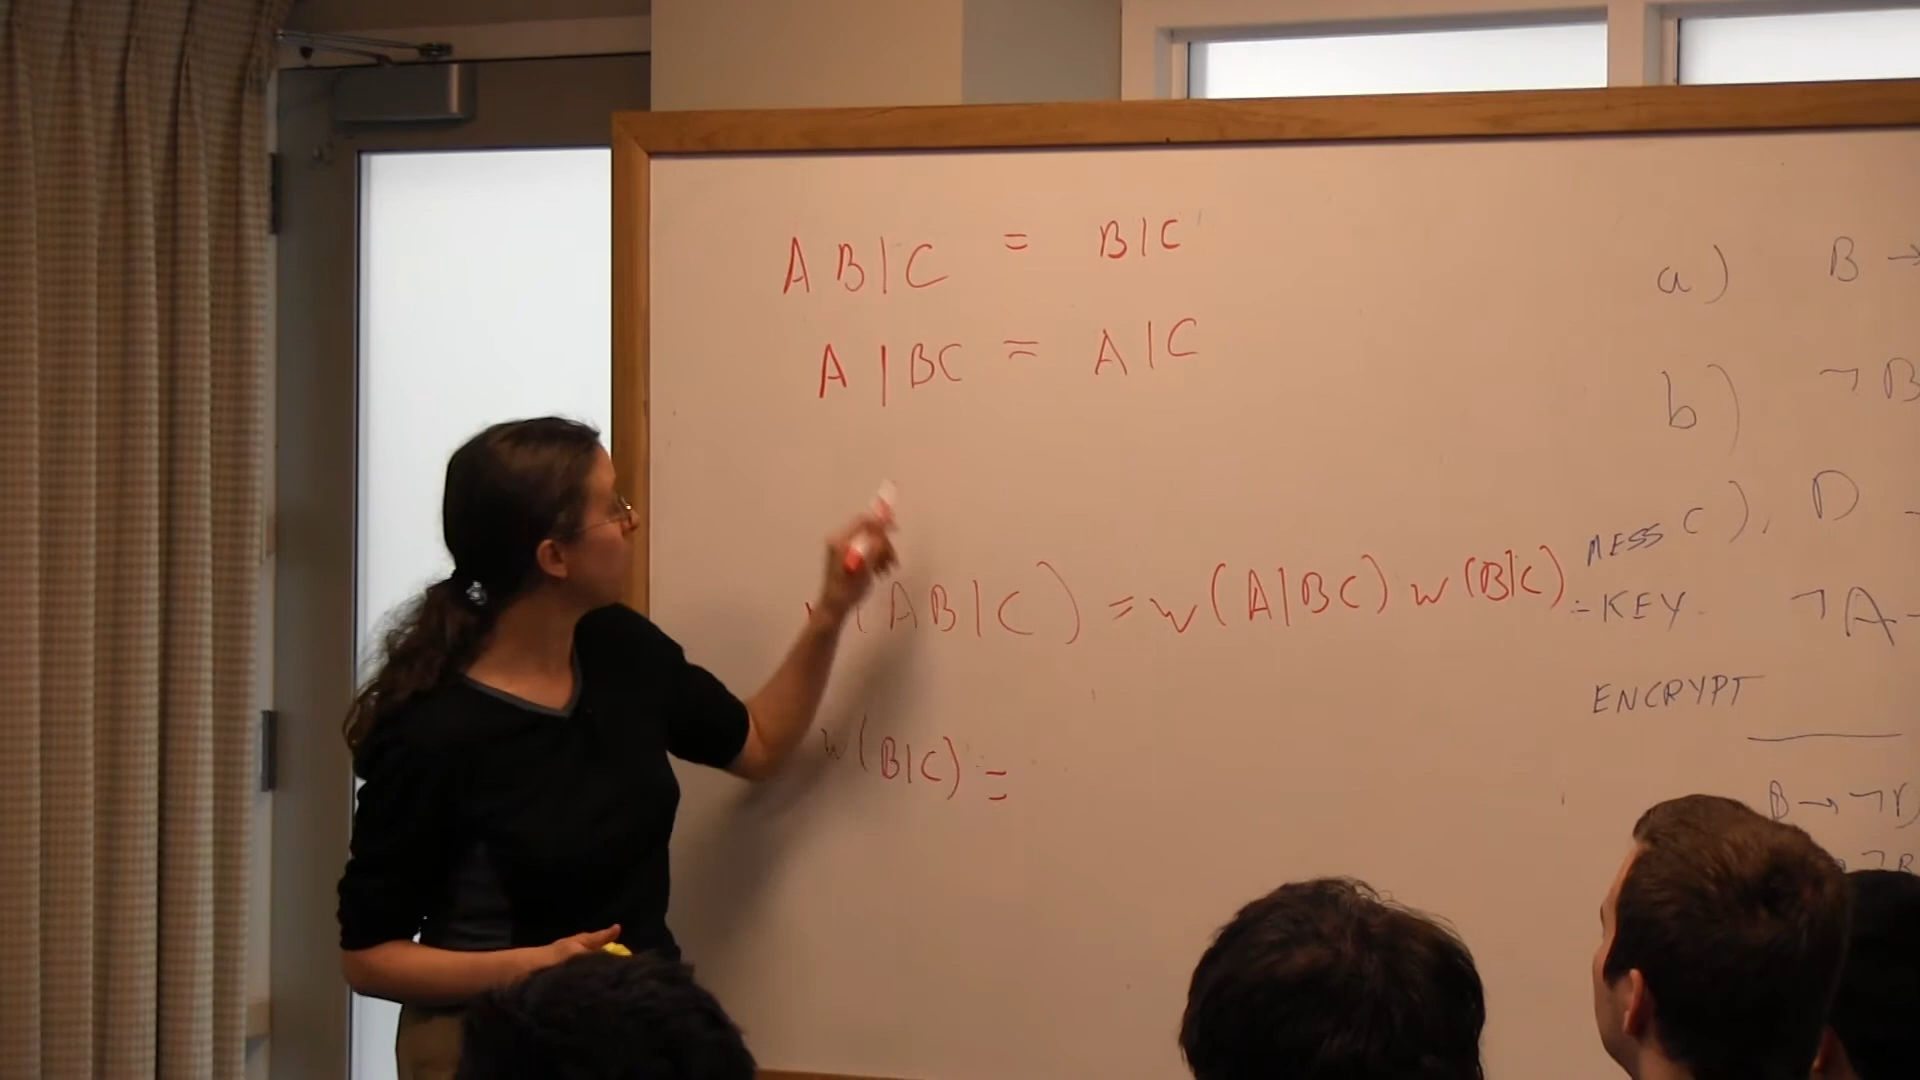 AB|C = B|C
A|BC = A|C
w(AB|C) = w(A|BC) w(B|C)
w(B|C) =
a) B →
b) ¬B
c) D
¬A
MESS
KEY
ENCRYPT
B → ¬D